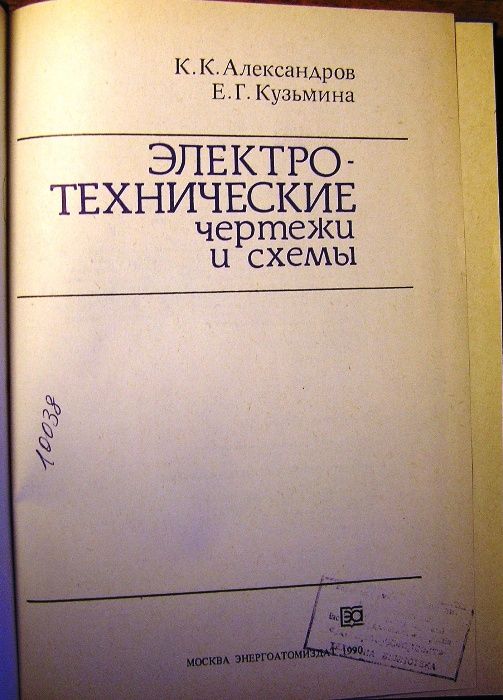 К. К. Александров
Е. Г. Кузьмина
ЭЛЕКТРО-
ТЕХНИЧЕСКИЕ
чертежи
и схемы
10038
МОСКВА ЭНЕРГОАТОМИЗДАТ 1990